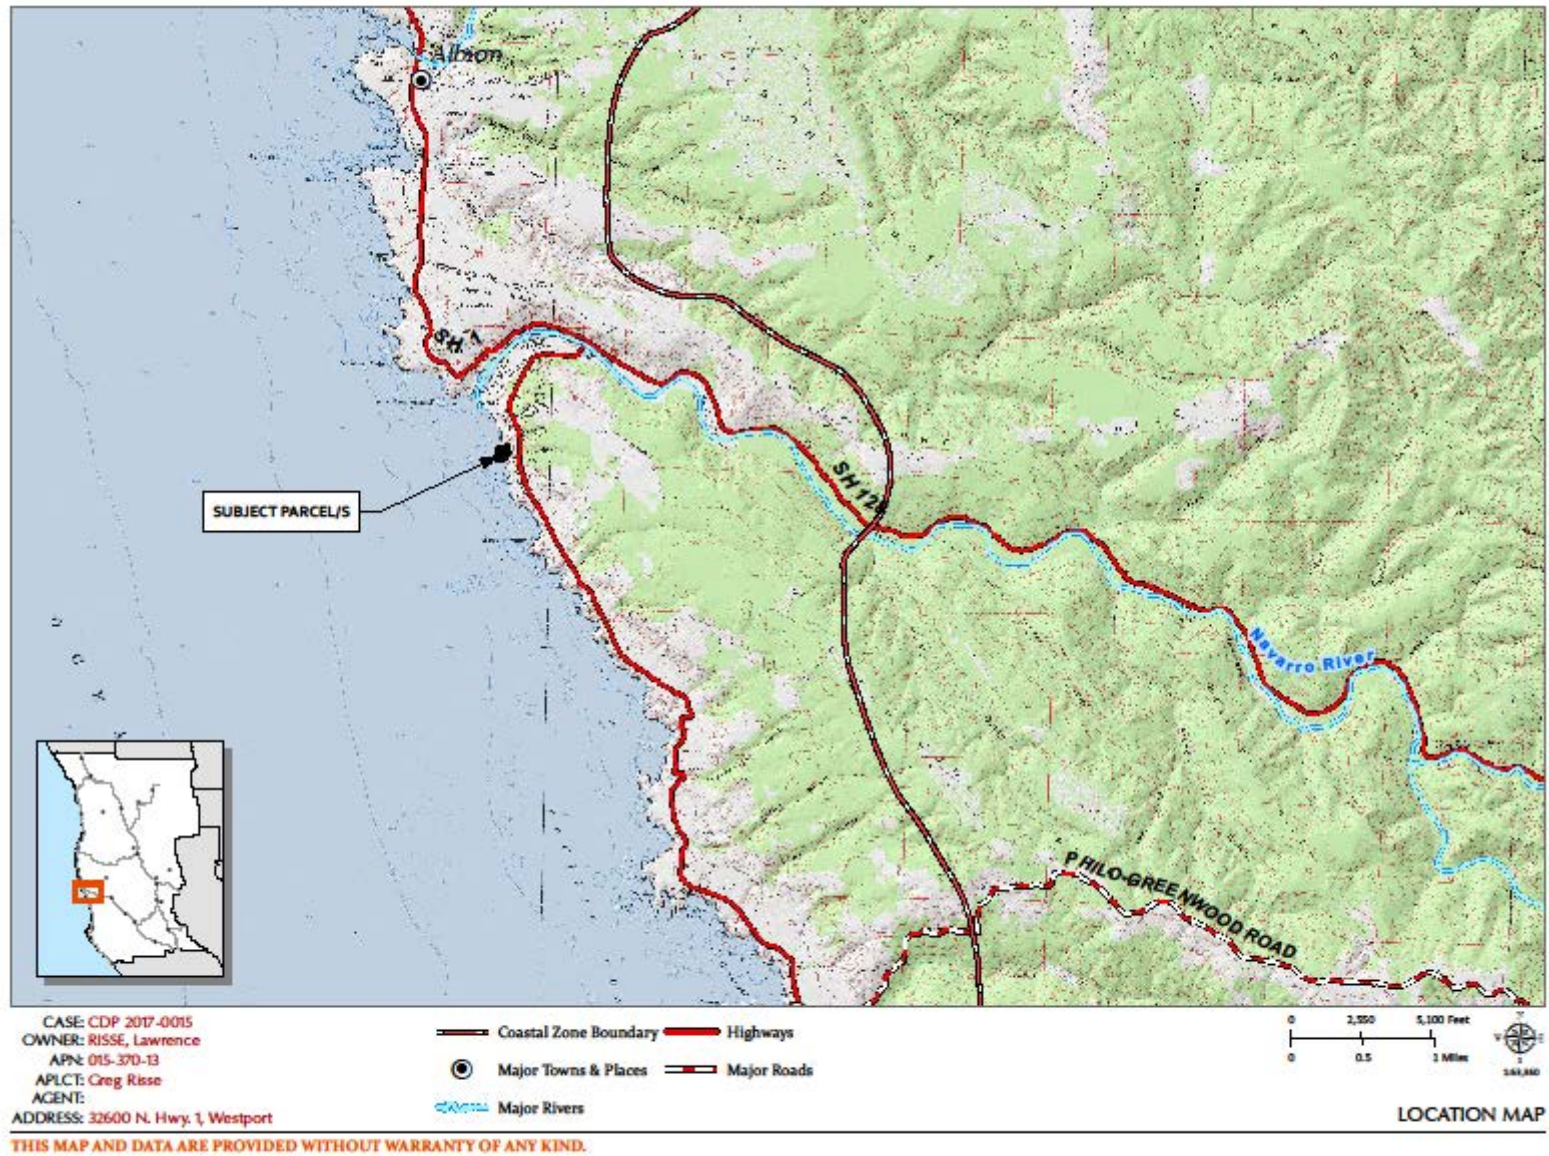 Albion
SH 1
SUBJECT PARCEL/S
SH 128
Navarro River
PHILO-GREENWOOD ROAD
CASE: CDP 2017-0015
OWNER: RISSE, Lawrence
APN: 015-370-13
APLCT: Greg Risse
AGENT:
ADDRESS: 32600 N. Hwy. 1, Westport
Coastal Zone Boundary
Highways
Major Towns & Places
Major Roads
Major Rivers
0 2,550 5,100 Feet
0 0.5 1 Miles
1:63,360
LOCATION MAP
THIS MAP AND DATA ARE PROVIDED WITHOUT WARRANTY OF ANY KIND.